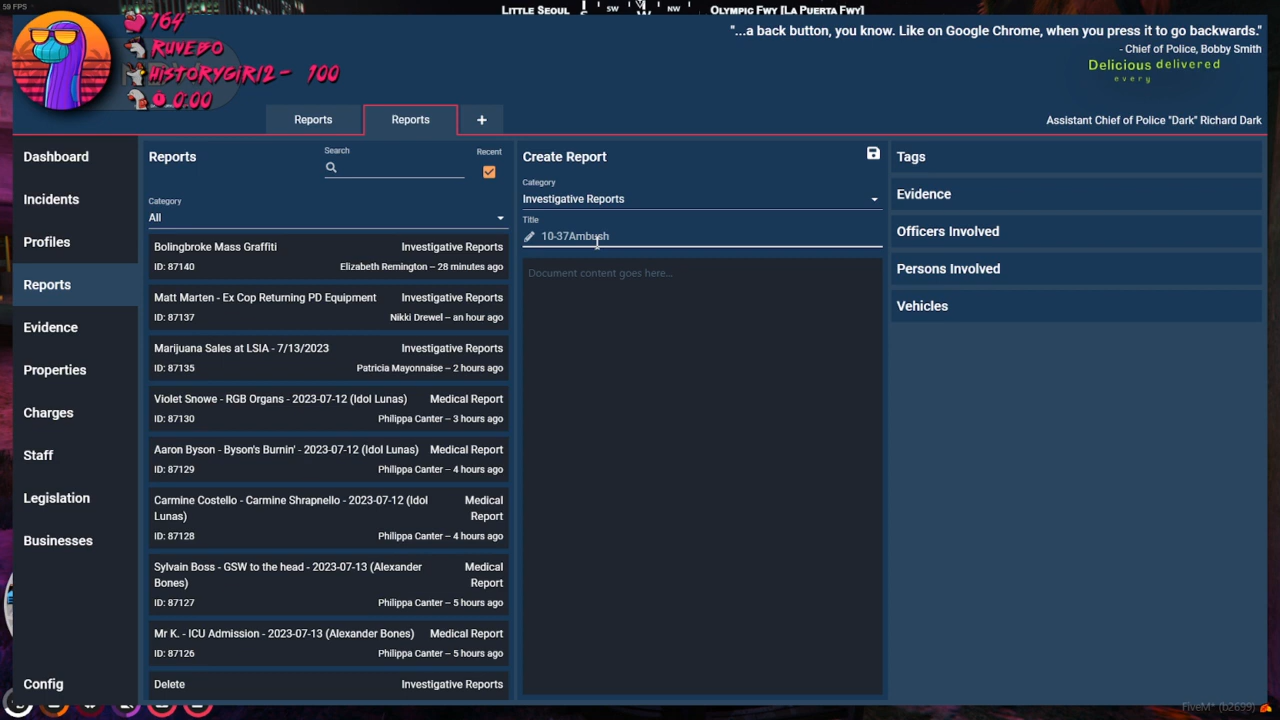 59 FPS
LITTLE SEOUL
SW
NW
OLYMPIC FWY [LA PUERTA FWY]
164
RUVEBO
HISTORYGIRL2 - 100
0:00
"...a back button, you know. Like on Google Chrome, when you press it to go backwards."
- Chief of Police, Bobby Smith
Delicious delivered
every
Reports
Reports
+
Assistant Chief of Police "Dark" Richard Dark
Dashboard
Incidents
Profiles
Reports
Evidence
Properties
Charges
Staff
Legislation
Businesses
Config
Reports
Search
Recent
Category
All
Bolingbroke Mass Graffiti Investigative Reports
ID: 87140 Elizabeth Remington – 28 minutes ago
Matt Marten - Ex Cop Returning PD Equipment Investigative Reports
ID: 87137 Nikki Drewel – an hour ago
Marijuana Sales at LSIA - 7/13/2023 Investigative Reports
ID: 87135 Patricia Mayonnaise – 2 hours ago
Violet Snowe - RGB Organs - 2023-07-12 (Idol Lunas) Medical Report
ID: 87130 Philippa Canter – 3 hours ago
Aaron Byson - Byson's Burnin' - 2023-07-12 (Idol Lunas) Medical Report
ID: 87129 Philippa Canter – 4 hours ago
Carmine Costello - Carmine Shrapnello - 2023-07-12 (Idol Medical
Lunas) Report
ID: 87128 Philippa Canter – 4 hours ago
Sylvain Boss - GSW to the head - 2023-07-13 (Alexander Medical
Bones) Report
ID: 87127 Philippa Canter – 5 hours ago
Mr K. - ICU Admission - 2023-07-13 (Alexander Bones) Medical Report
ID: 87126 Philippa Canter – 5 hours ago
Delete Investigative Reports
Create Report
Category
Investigative Reports
Title
10-37Ambush
Document content goes here...
Tags
Evidence
Officers Involved
Persons Involved
Vehicles
FiveM* (b2699)